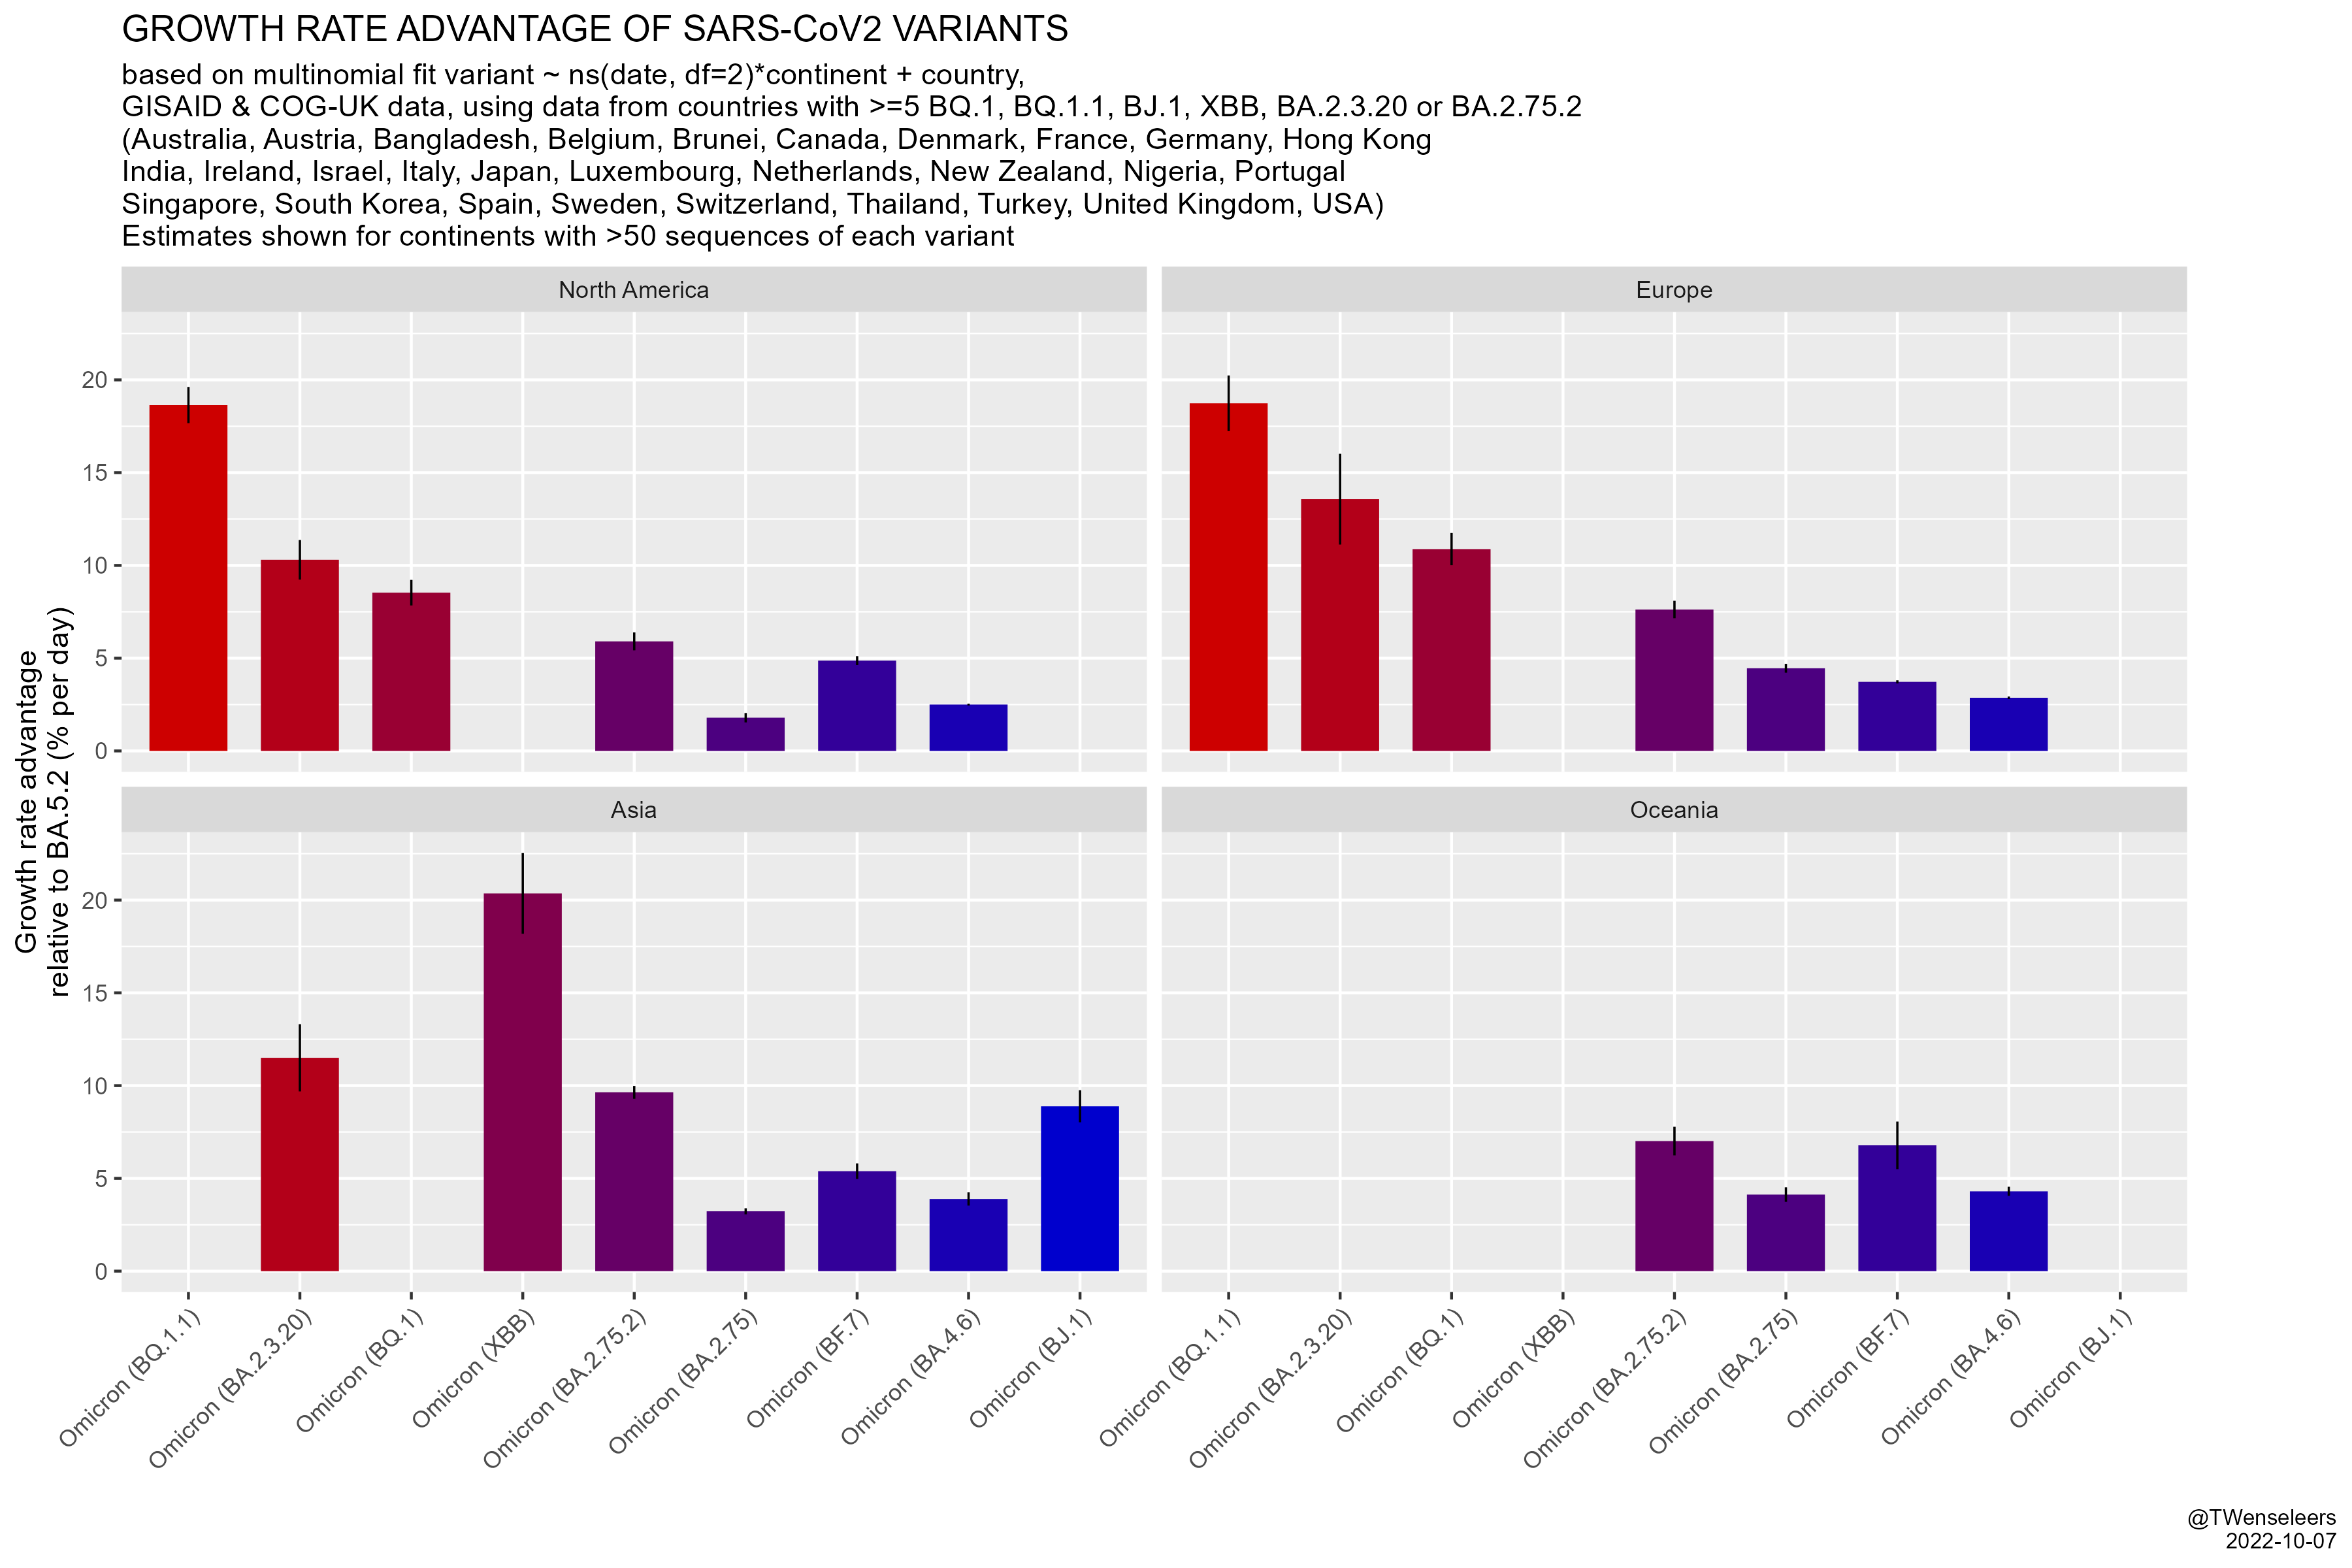 GROWTH RATE ADVANTAGE OF SARS-CoV2 VARIANTS
based on multinomial fit variant ~ ns(date, df=2)*continent + country,
GISAID & COG-UK data, using data from countries with >=5 BQ.1, BQ.1.1, BJ.1, XBB, BA.2.3.20 or BA.2.75.2
(Australia, Austria, Bangladesh, Belgium, Brunei, Canada, Denmark, France, Germany, Hong Kong
India, Ireland, Israel, Italy, Japan, Luxembourg, Netherlands, New Zealand, Nigeria, Portugal
Singapore, South Korea, Spain, Sweden, Switzerland, Thailand, Turkey, United Kingdom, USA)
Estimates shown for continents with >50 sequences of each variant
Growth rate advantage
relative to BA.5.2 (% per day)
North America
Europe
20
15
10
5
0
Asia
Oceania
20
15
10
5
0
Omicron (BQ.1.1)
Omicron (BA.2.3.20)
Omicron (BQ.1)
Omicron (XBB)
Omicron (BA.2.75.2)
Omicron (BA.2.75)
Omicron (BF.7)
Omicron (BA.4.6)
Omicron (BJ.1)
Omicron (BQ.1.1)
Omicron (BA.2.3.20)
Omicron (BQ.1)
Omicron (XBB)
Omicron (BA.2.75.2)
Omicron (BA.2.75)
Omicron (BF.7)
Omicron (BA.4.6)
Omicron (BJ.1)
@TWenseleers
2022-10-07